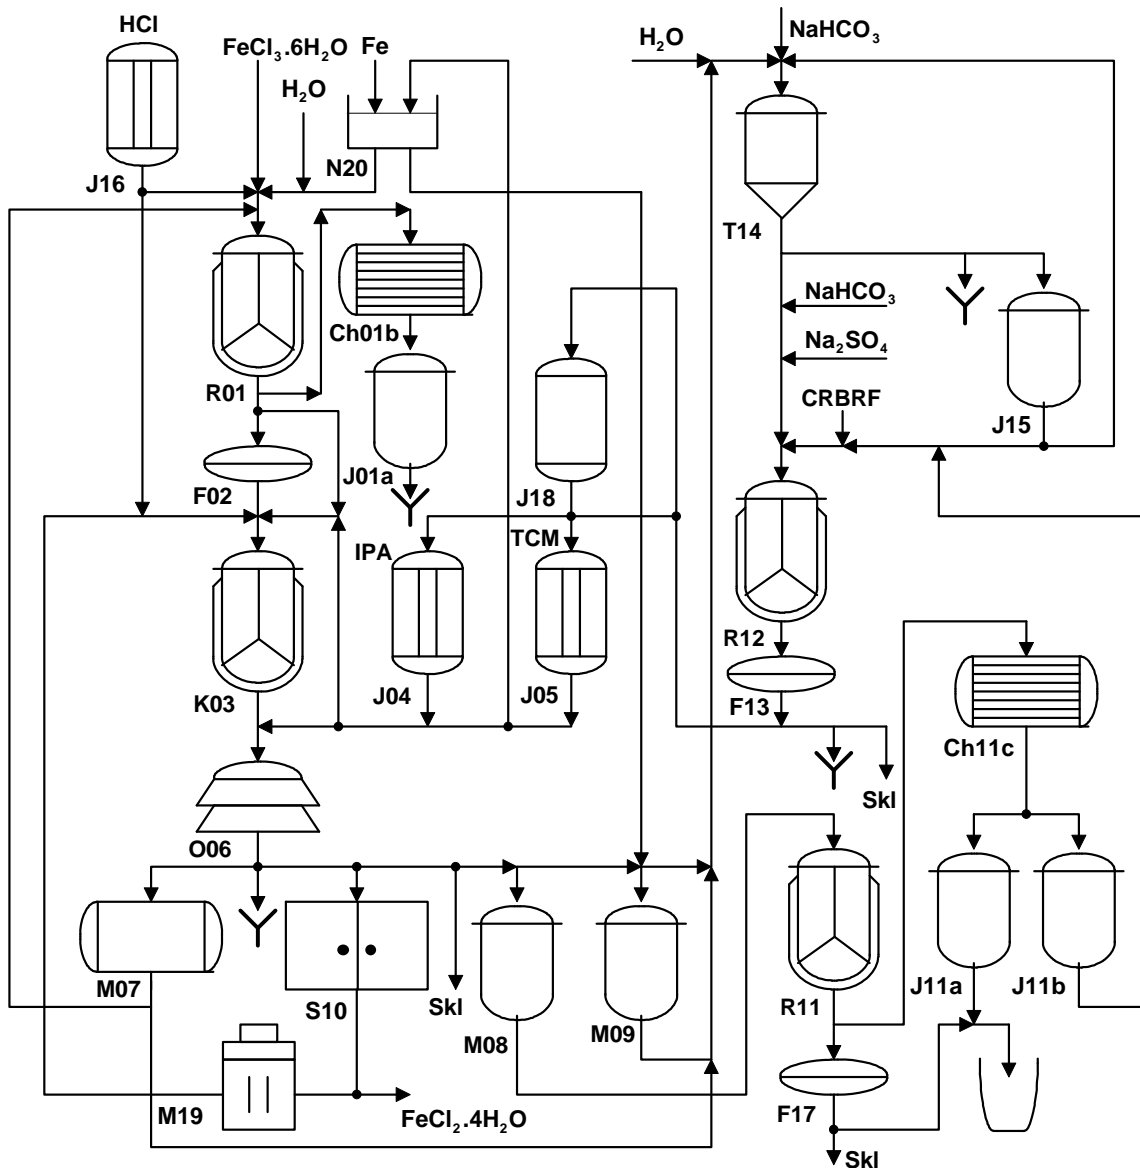 HCl
FeCl₃.6H₂O
Fe
H₂O
NaHCO₃
H₂O
J16
N20
T14
NaHCO₃
Ch01b
Na₂SO₄
R01
CRBRF
J15
J01a
F02
J18
IPA
TCM
R12
K03
J04
J05
F13
Ch11c
Skl
O06
M07
S10
Skl
M08
M09
R11
J11a
J11b
M19
FeCl₂.4H₂O
F17
Skl